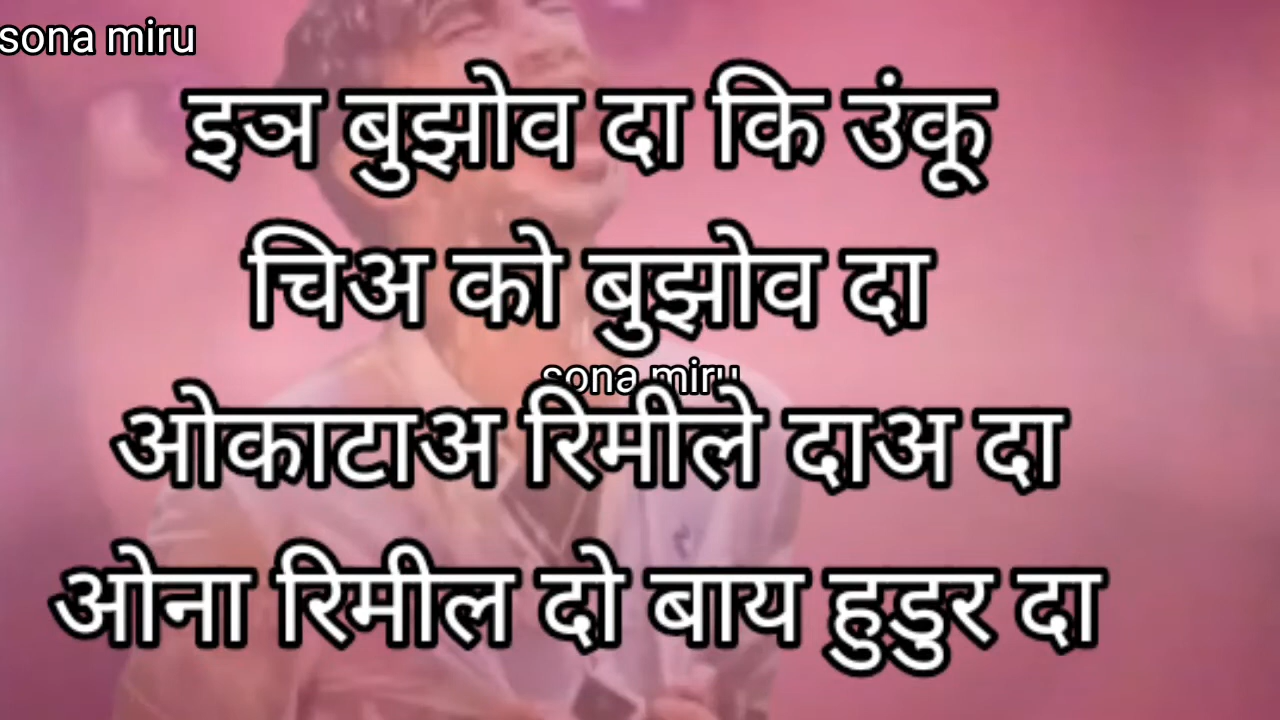 sona miru
इञ बुझोव दा कि उंकू
चिअ को बुझोव दा
sona miru
ओकाटाअ रिमीले दाअ दा
ओना रिमील दो बाय हुडुर दा